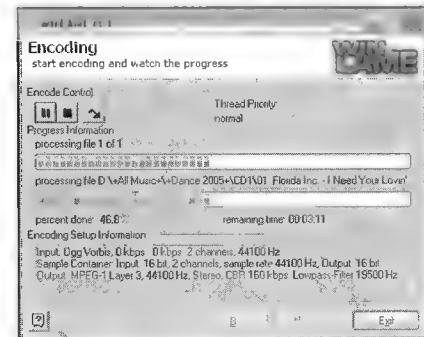 Encoding
start encoding and watch the progress
WIN
LAME
Encode Control
Thread Priority:
normal
Progress Information
processing file 1 of 1
processing file D:\+All Music+\+Dance 2005+\CD1\01 Florida Inc. - I Need Your Lovin'
percent done: 46,8%
remaining time: 00:03:11
Encoding Setup Information
Input: Ogg Vorbis, 0 kbps 0 kbps 2 channels, 44100 Hz
Sample Container Input: 16 bit, 2 channels, sample rate 44100 Hz, Output: 16 bit
Output: MPEG-1 Layer 3, 44100 Hz, Stereo, CBR 160 kbps Lowpass-Filter 19500 Hz
Exit